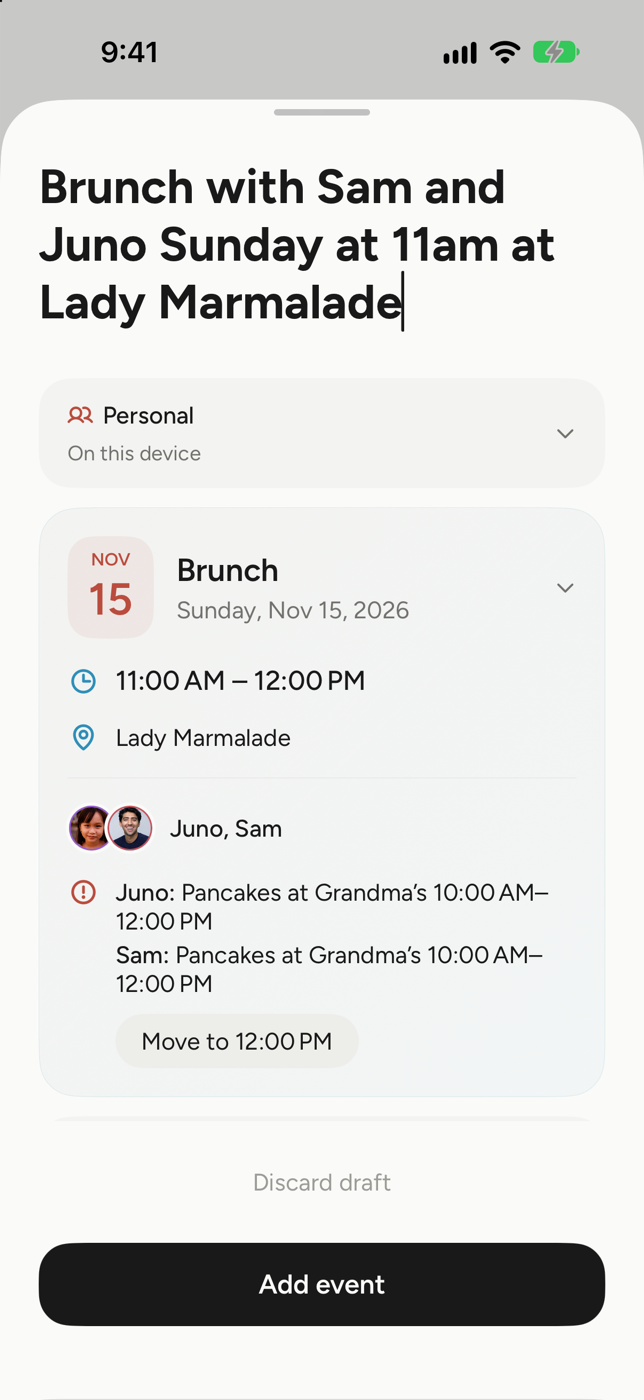 9:41
Brunch with Sam and
Juno Sunday at 11am at
Lady Marmalade
Personal
On this device
NOV
15
Brunch
Sunday, Nov 15, 2026
11:00 AM – 12:00 PM
Lady Marmalade
Juno, Sam
Juno: Pancakes at Grandma’s 10:00 AM–
12:00 PM
Sam: Pancakes at Grandma’s 10:00 AM–
12:00 PM
Move to 12:00 PM
Discard draft
Add event